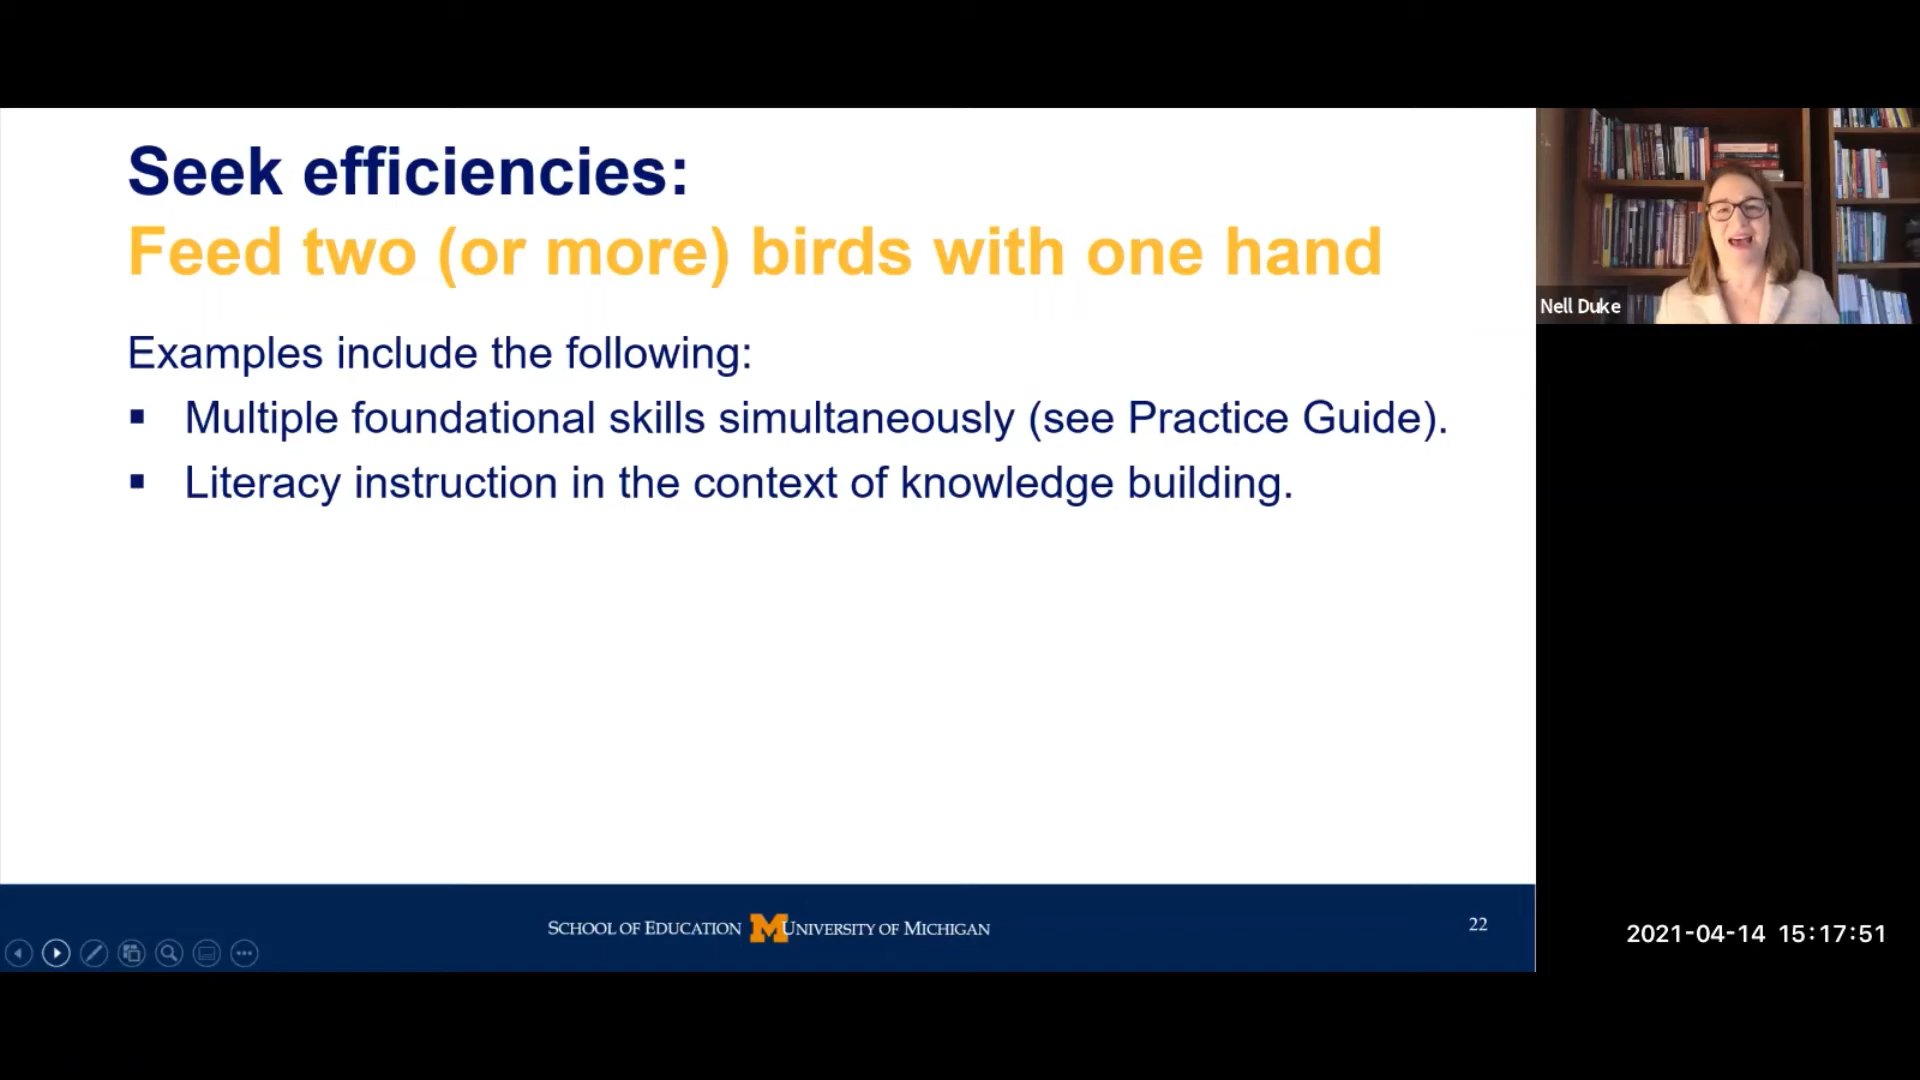 Seek efficiencies:
Feed two (or more) birds with one hand
Examples include the following:
▪ Multiple foundational skills simultaneously (see Practice Guide).
▪ Literacy instruction in the context of knowledge building.
Nell Duke
SCHOOL OF EDUCATION M UNIVERSITY OF MICHIGAN
22
2021-04-14 15:17:51